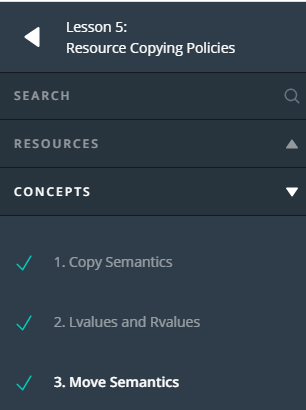 Lesson 5:
Resource Copying Policies
SEARCH
RESOURCES
CONCEPTS
1. Copy Semantics
2. Lvalues and Rvalues
3. Move Semantics